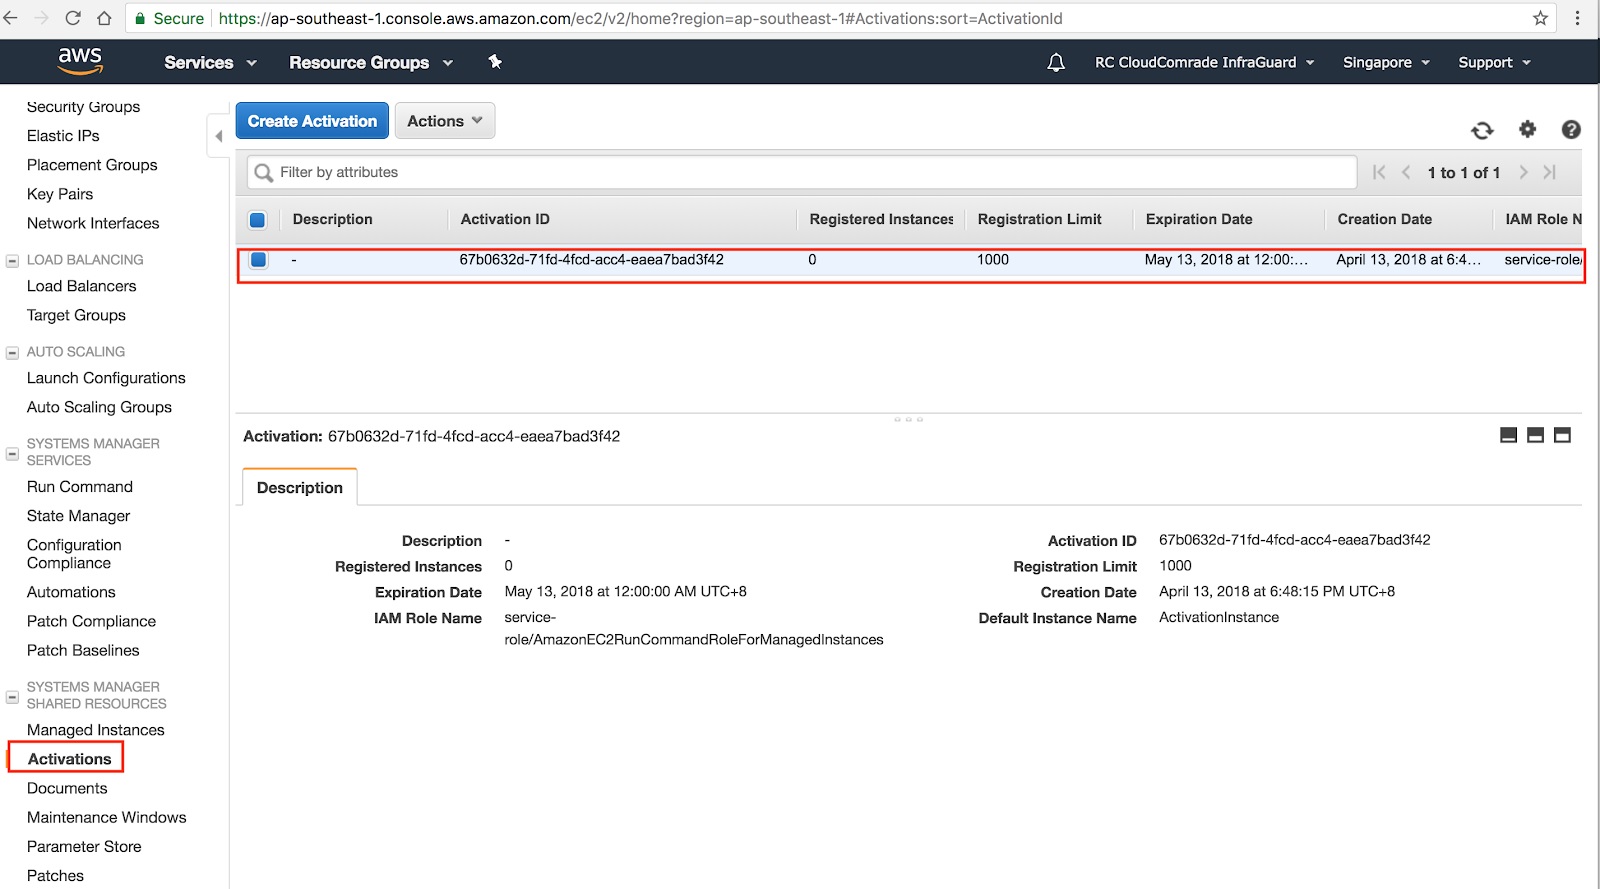 Secure https://ap-southeast-1.console.aws.amazon.com/ec2/v2/home?region=ap-southeast-1#Activations:sort=ActivationId
aws Services Resource Groups RC CloudComrade InfraGuard Singapore Support
Security Groups
Elastic IPs
Placement Groups
Key Pairs
Network Interfaces
LOAD BALANCING
Load Balancers
Target Groups
AUTO SCALING
Launch Configurations
Auto Scaling Groups
SYSTEMS MANAGER
SERVICES
Run Command
State Manager
Configuration
Compliance
Automations
Patch Compliance
Patch Baselines
SYSTEMS MANAGER
SHARED RESOURCES
Managed Instances
Activations
Documents
Maintenance Windows
Parameter Store
Patches
Create Activation Actions
Filter by attributes 1 to 1 of 1
Description Activation ID Registered Instances Registration Limit Expiration Date Creation Date IAM Role N
- 67b0632d-71fd-4fcd-acc4-eaea7bad3f42 0 1000 May 13, 2018 at 12:00:... April 13, 2018 at 6:4... service-role/
Activation: 67b0632d-71fd-4fcd-acc4-eaea7bad3f42
Description
Description - Activation ID 67b0632d-71fd-4fcd-acc4-eaea7bad3f42
Registered Instances 0 Registration Limit 1000
Expiration Date May 13, 2018 at 12:00:00 AM UTC+8 Creation Date April 13, 2018 at 6:48:15 PM UTC+8
IAM Role Name service- Default Instance Name ActivationInstance
role/AmazonEC2RunCommandRoleForManagedInstances